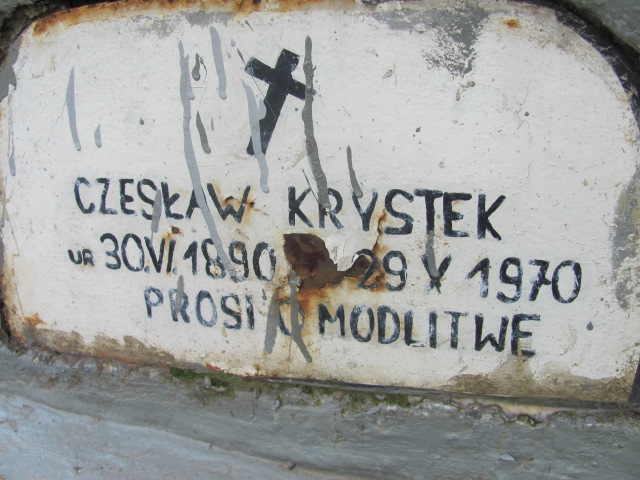 CZESŁAW KRYSTEK
UR 30.VI.1890 29 X 1970
PROSI O MODLITWE